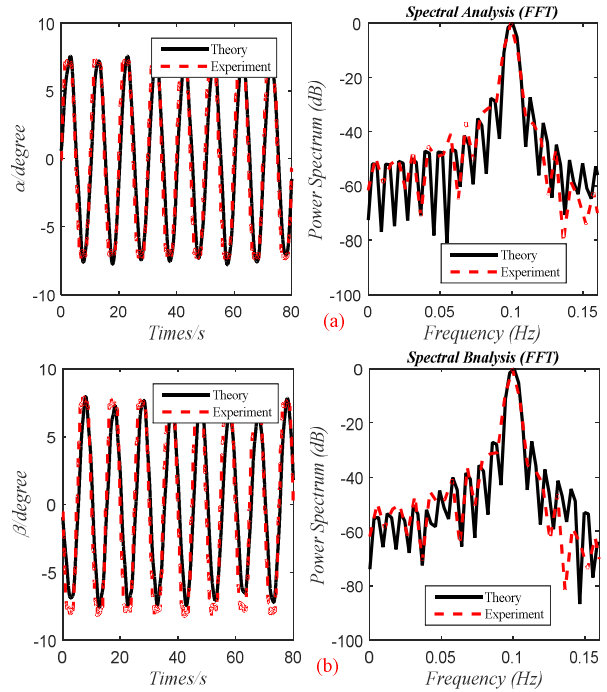 Spectral Analysis (FFT)
10
5
0
-5
-10
α/degree
Theory
Experiment
0
20
40
60
80
Times/s
0
-20
-40
-60
-80
-100
Power Spectrum (dB)
Theory
Experiment
0
0.05
0.1
0.15
Frequency (Hz)
(a)
Spectral Bnalysis (FFT)
10
5
0
-5
-10
β/degree
Theory
Experiment
0
20
40
60
80
Times/s
0
-20
-40
-60
-80
-100
Power Spectrum (dB)
Theory
Experiment
0
0.05
0.1
0.15
Frequency (Hz)
(b)